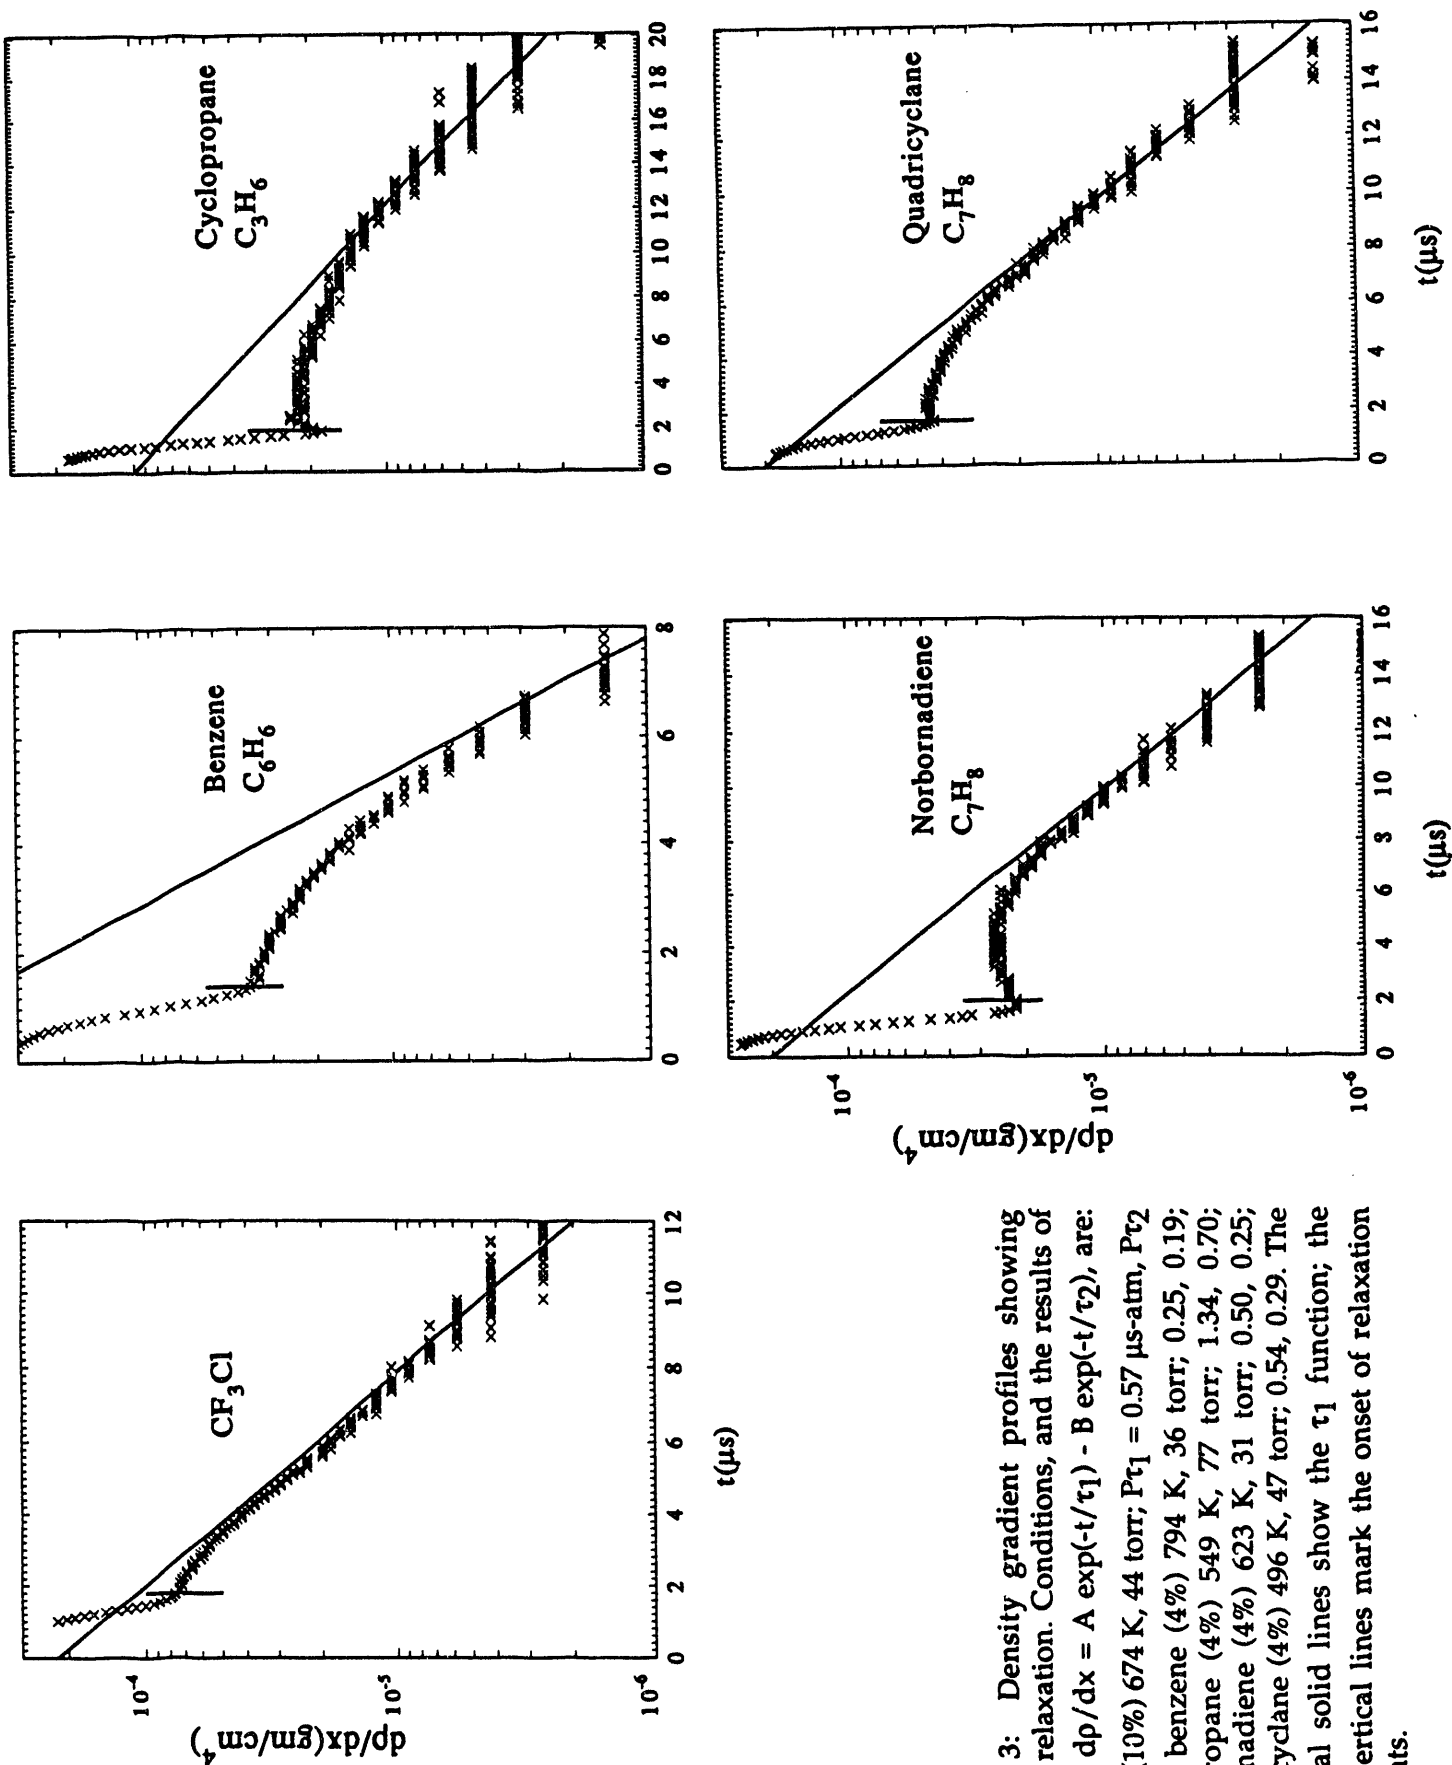 CF3Cl
dρ/dx(gm/cm4)
10-4
10-5
10-6
0 2 4 6 8 10 12
t(μs)
Benzene
C6H6
0 2 4 6 8
Cyclopropane
C3H6
0 2 4 6 8 10 12 14 16 18 20
Norbornadiene
C7H8
dρ/dx(gm/cm4)
10-4
10-5
10-6
0 2 4 6 8 10 12 14 16
t(μs)
Quadricyclane
C7H8
0 2 4 6 8 10 12 14 16
t(μs)
3: Density gradient profiles showing
relaxation. Conditions, and the results of
dρ/dx = A exp(-t/τ1) - B exp(-t/τ2), are:
(10%) 674 K, 44 torr; Pτ1 = 0.57 μs-atm, Pτ2
benzene (4%) 794 K, 36 torr; 0.25, 0.19;
opane (4%) 549 K, 77 torr; 1.34, 0.70;
nadiene (4%) 623 K, 31 torr; 0.50, 0.25;
yclane (4%) 496 K, 47 torr; 0.54, 0.29. The
al solid lines show the τ1 function; the
ertical lines mark the onset of relaxation
nts.